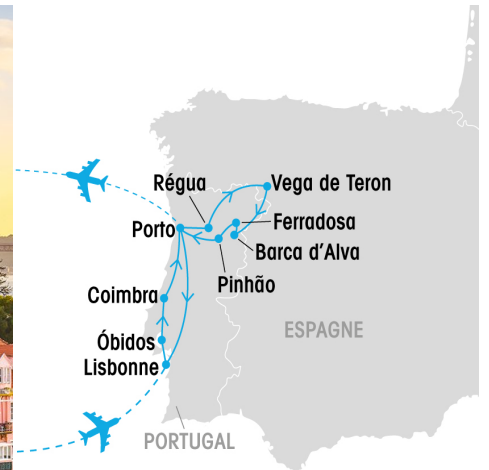 Régua
Vega de Teron
Porto
Ferradosa
Barca d'Alva
Pinhão
Coimbra
ESPAGNE
Óbidos
Lisbonne
PORTUGAL